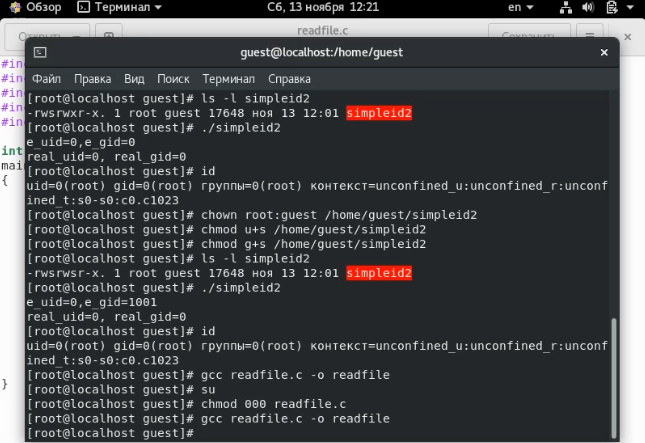 Обзор Терминал Сб, 13 ноября 12:21 en
Открыть readfile.c Сохранить
guest@localhost:/home/guest
Файл Правка Вид Поиск Терминал Справка
#in
#in
#in
#in
#in
int
main
{
}
[root@localhost guest]# ls -l simpleid2
-rwsrwxr-x. 1 root guest 17648 ноя 13 12:01 simpleid2
[root@localhost guest]# ./simpleid2
e_uid=0,e_gid=0
real_uid=0, real_gid=0
[root@localhost guest]# id
uid=0(root) gid=0(root) группы=0(root) контекст=unconfined_u:unconfined_r:unconf
ined_t:s0-s0:c0.c1023
[root@localhost guest]# chown root:guest /home/guest/simpleid2
[root@localhost guest]# chmod u+s /home/guest/simpleid2
[root@localhost guest]# chmod g+s /home/guest/simpleid2
[root@localhost guest]# ls -l simpleid2
-rwsrwsr-x. 1 root guest 17648 ноя 13 12:01 simpleid2
[root@localhost guest]# ./simpleid2
e_uid=0,e_gid=1001
real_uid=0, real_gid=0
[root@localhost guest]# id
uid=0(root) gid=0(root) группы=0(root) контекст=unconfined_u:unconfined_r:unconf
ined_t:s0-s0:c0.c1023
[root@localhost guest]# gcc readfile.c -o readfile
[root@localhost guest]# su
[root@localhost guest]# chmod 000 readfile.c
[root@localhost guest]# gcc readfile.c -o readfile
[root@localhost guest]#